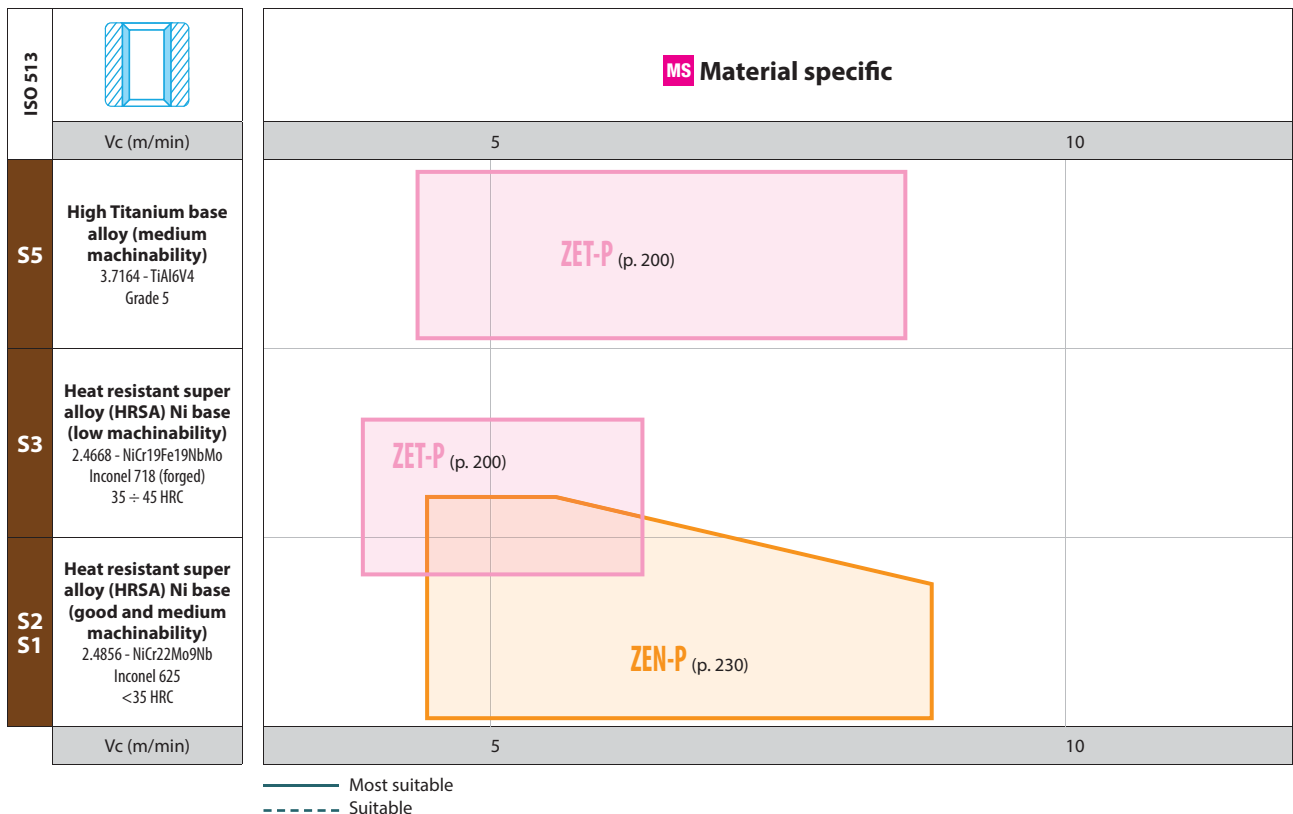 ISO 513
MS Material specific
Vc (m/min)
5
10
S5
High Titanium base
alloy (medium
machinability)
3.7164 - TiAl6V4
Grade 5
ZET-P (p. 200)
S3
Heat resistant super
alloy (HRSA) Ni base
(low machinability)
2.4668 - NiCr19Fe19NbMo
Inconel 718 (forged)
35 ÷ 45 HRC
ZET-P (p. 200)
S2
S1
Heat resistant super
alloy (HRSA) Ni base
(good and medium
machinability)
2.4856 - NiCr22Mo9Nb
Inconel 625
<35 HRC
ZEN-P (p. 230)
Vc (m/min)
5
10
Most suitable
Suitable